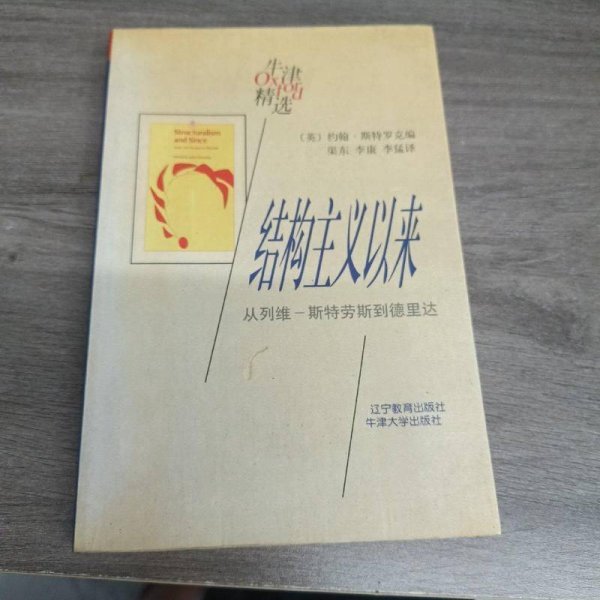 牛津
Oxford
精选
Structuralism
and Since
（英）约翰·斯特罗克编
渠东 李康 李猛译
结构主义以来
从列维－斯特劳斯到德里达
辽宁教育出版社
牛津大学出版社